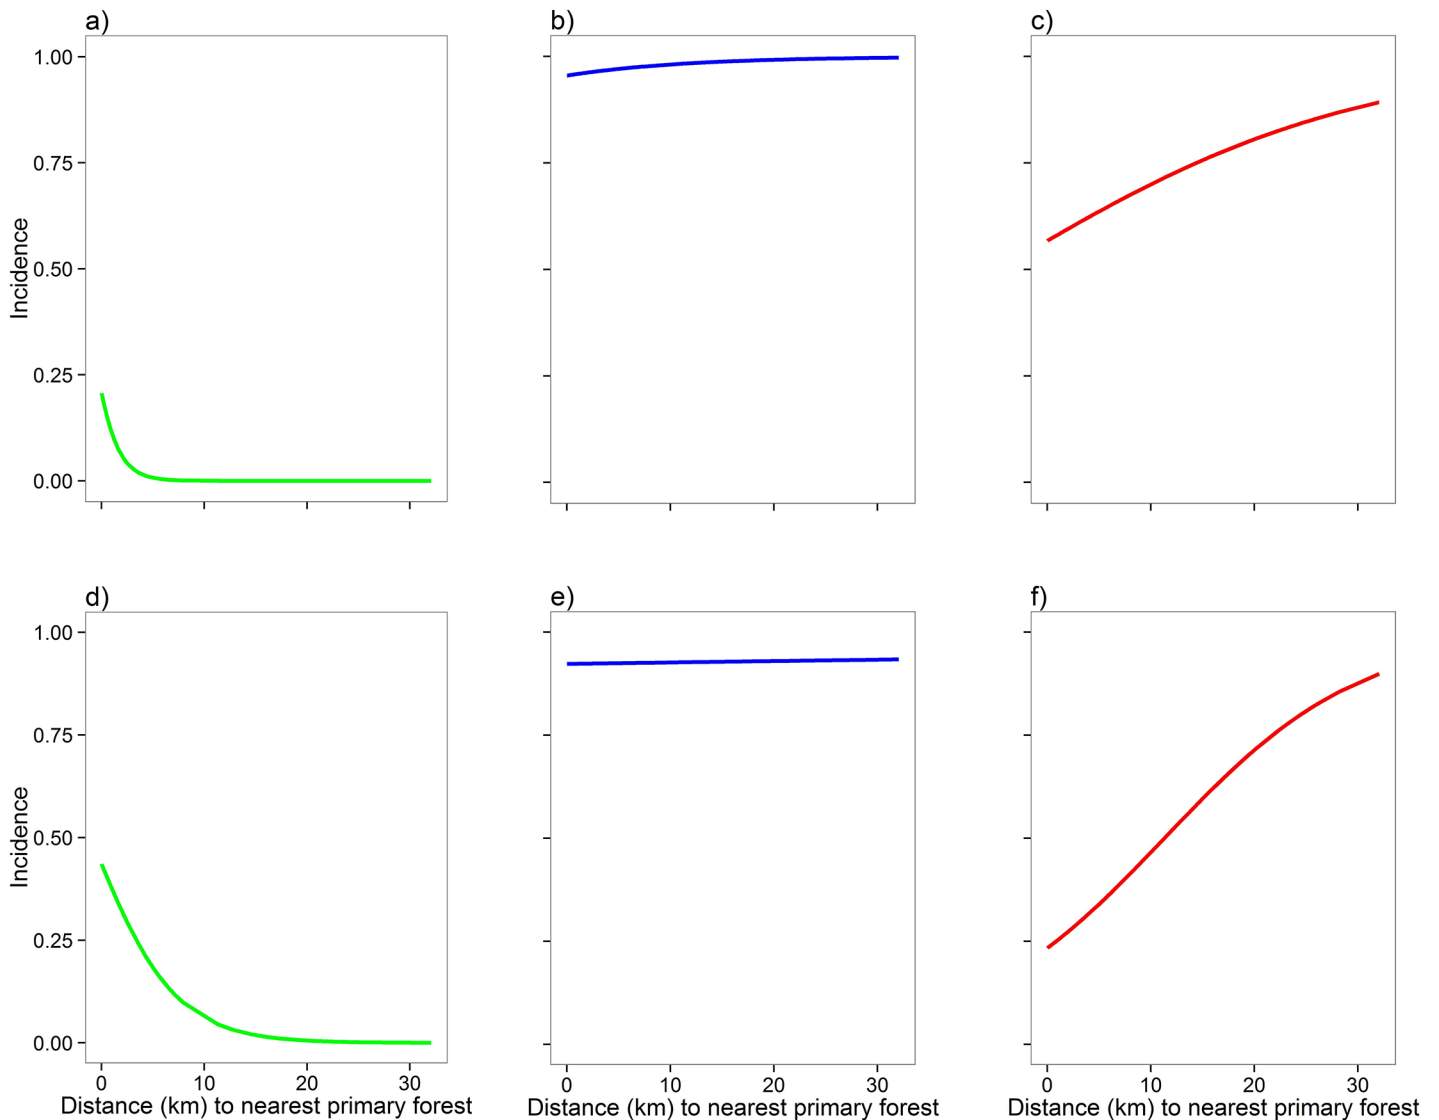 a)
b)
c)
1.00
0.75
0.50
0.25
0.00
Incidence
d)
e)
f)
1.00
0.75
0.50
0.25
0.00
Incidence
0 10 20 30
0 10 20 30
0 10 20 30
Distance (km) to nearest primary forest
Distance (km) to nearest primary forest
Distance (km) to nearest primary forest